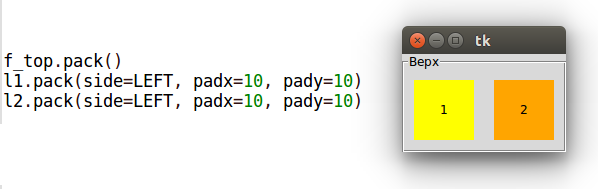 f_top.pack()
l1.pack(side=LEFT, padx=10, pady=10)
l2.pack(side=LEFT, padx=10, pady=10)
tk
Верх
1
2